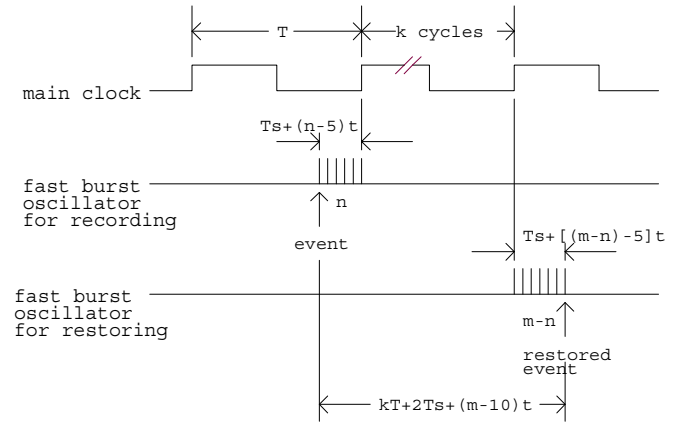 T
k cycles
main clock
Ts+(n-5)t
fast burst
oscillator
for recording
n
event
Ts+[(m-n)-5]t
fast burst
oscillator
for restoring
m-n
restored
event
kT+2Ts+(m-10)t